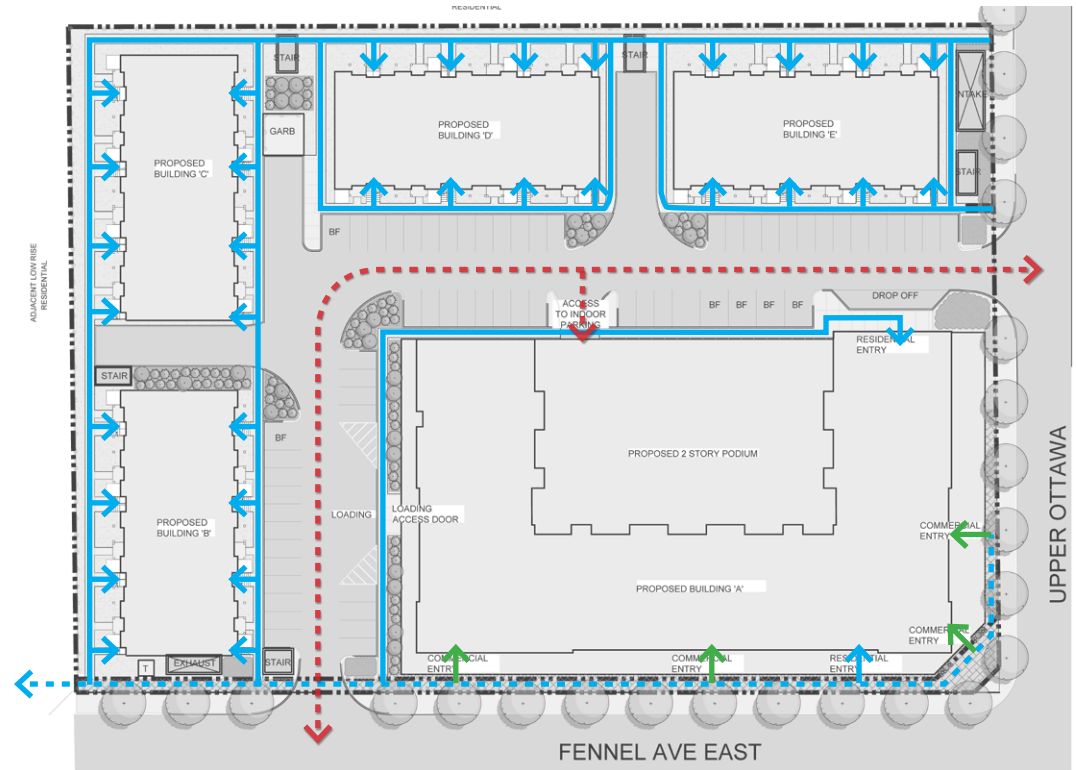 RESIDENTIAL
STAIR
STAIR
NTAKE
GARB
PROPOSED
BUILDING 'D'
PROPOSED
BUILDING 'E'
PROPOSED
BUILDING 'C'
STAIR
BF
ADJACENT LOW RISE
RESIDENTIAL
ACCESS
TO INDOOR
PARKING
BF
BF
BF
BF
DROP OFF
RESIDENTIAL
ENTRY
STAIR
BF
PROPOSED 2 STORY PODIUM
LOADING
LOADING
ACCESS DOOR
PROPOSED
BUILDING 'B'
COMMERCIAL
ENTRY
UPPER OTTAWA
PROPOSED BUILDING 'A'
COMMERCIAL
ENTRY
T
EXHAUST
STAIR
COMMERCIAL
ENTRY
COMMERCIAL
ENTRY
RESIDENTIAL
ENTRY
FENNEL AVE EAST